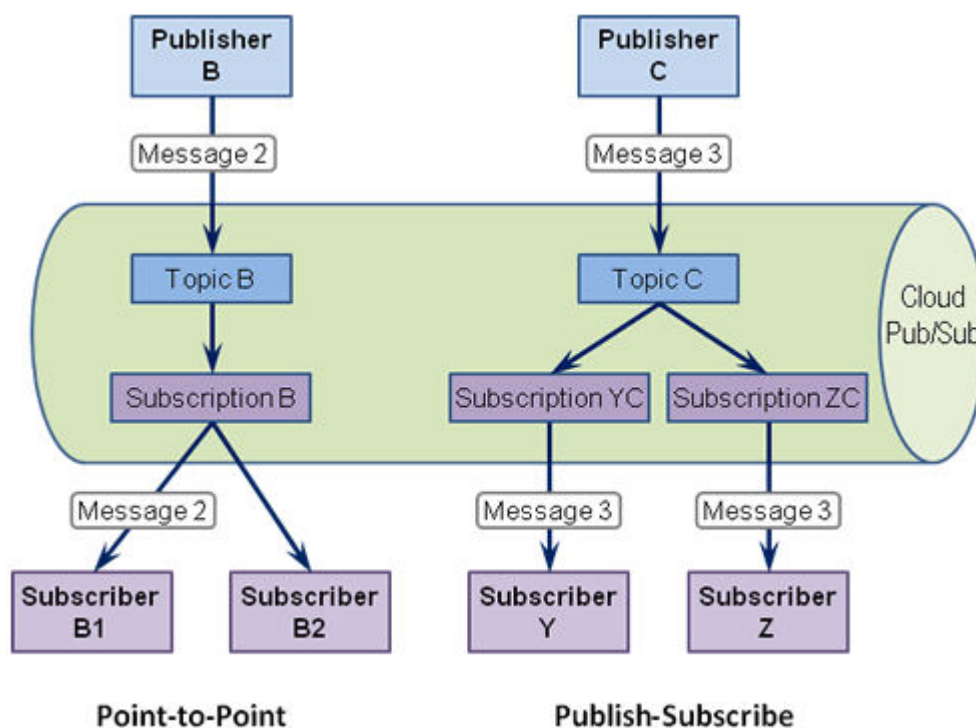 Publisher
B
Publisher
C
Message 2
Message 3
Topic B
Topic C
Cloud
Pub/Sub
Subscription B
Subscription YC
Subscription ZC
Message 2
Message 3
Message 3
Subscriber
B1
Subscriber
B2
Subscriber
Y
Subscriber
Z
Point-to-Point
Publish-Subscribe